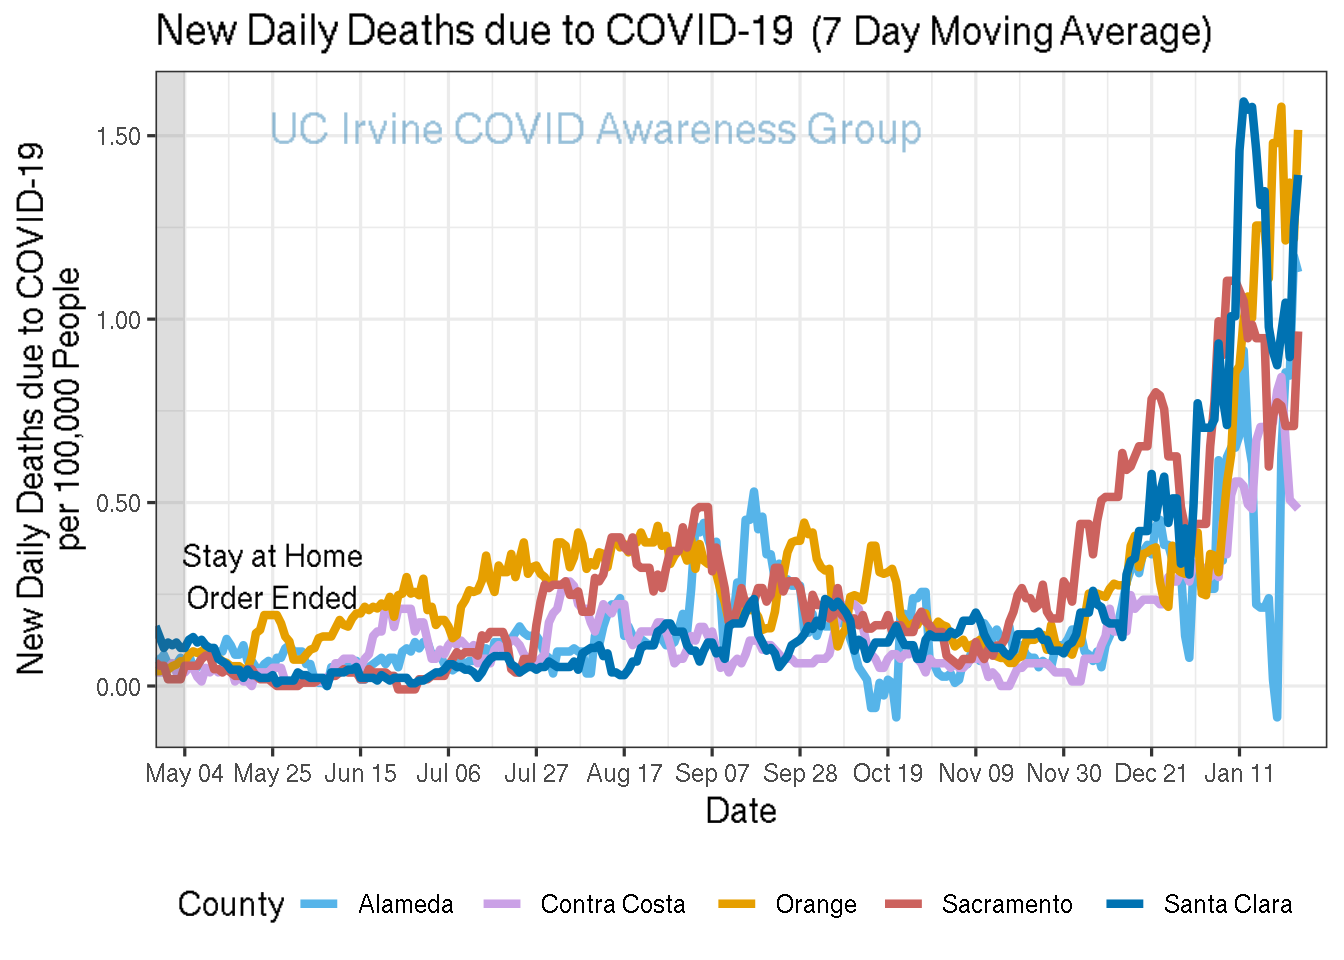 New Daily Deaths due to COVID-19 (7 Day Moving Average)
New Daily Deaths due to COVID-19
per 100,000 People
UC Irvine COVID Awareness Group
1.50
1.00
0.50
0.00
Stay at Home
Order Ended
May 04 May 25 Jun 15 Jul 06 Jul 27 Aug 17 Sep 07 Sep 28 Oct 19 Nov 09 Nov 30 Dec 21 Jan 11
Date
County Alameda Contra Costa Orange Sacramento Santa Clara